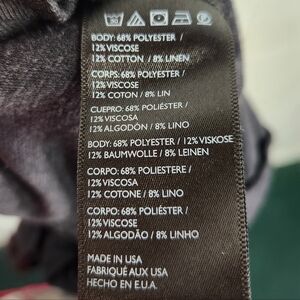 BODY: 68% POLYESTER /
12% VISCOSE
12% COTTON / 8% LINEN
CORPS: 68% POLYESTER /
12% VISCOSE
12% COTON / 8% LIN
CUERPO: 68% POLIÉSTER /
12% VISCOSA
12% ALGODÓN / 8% LINO
BODY: 68% POLYESTER / 12% VISKOSE
12% BAUMWOLLE / 8% LEINEN
CORPO: 68% POLIESTERE /
12% VISCOSA
12% COTONE / 8% LINO
CORPO: 68% POLIÉSTER /
12% VISCOSA
12% ALGODÃO / 8% LINHO
MADE IN USA
FABRIQUÉ AUX USA
HECHO EN E.U.A.